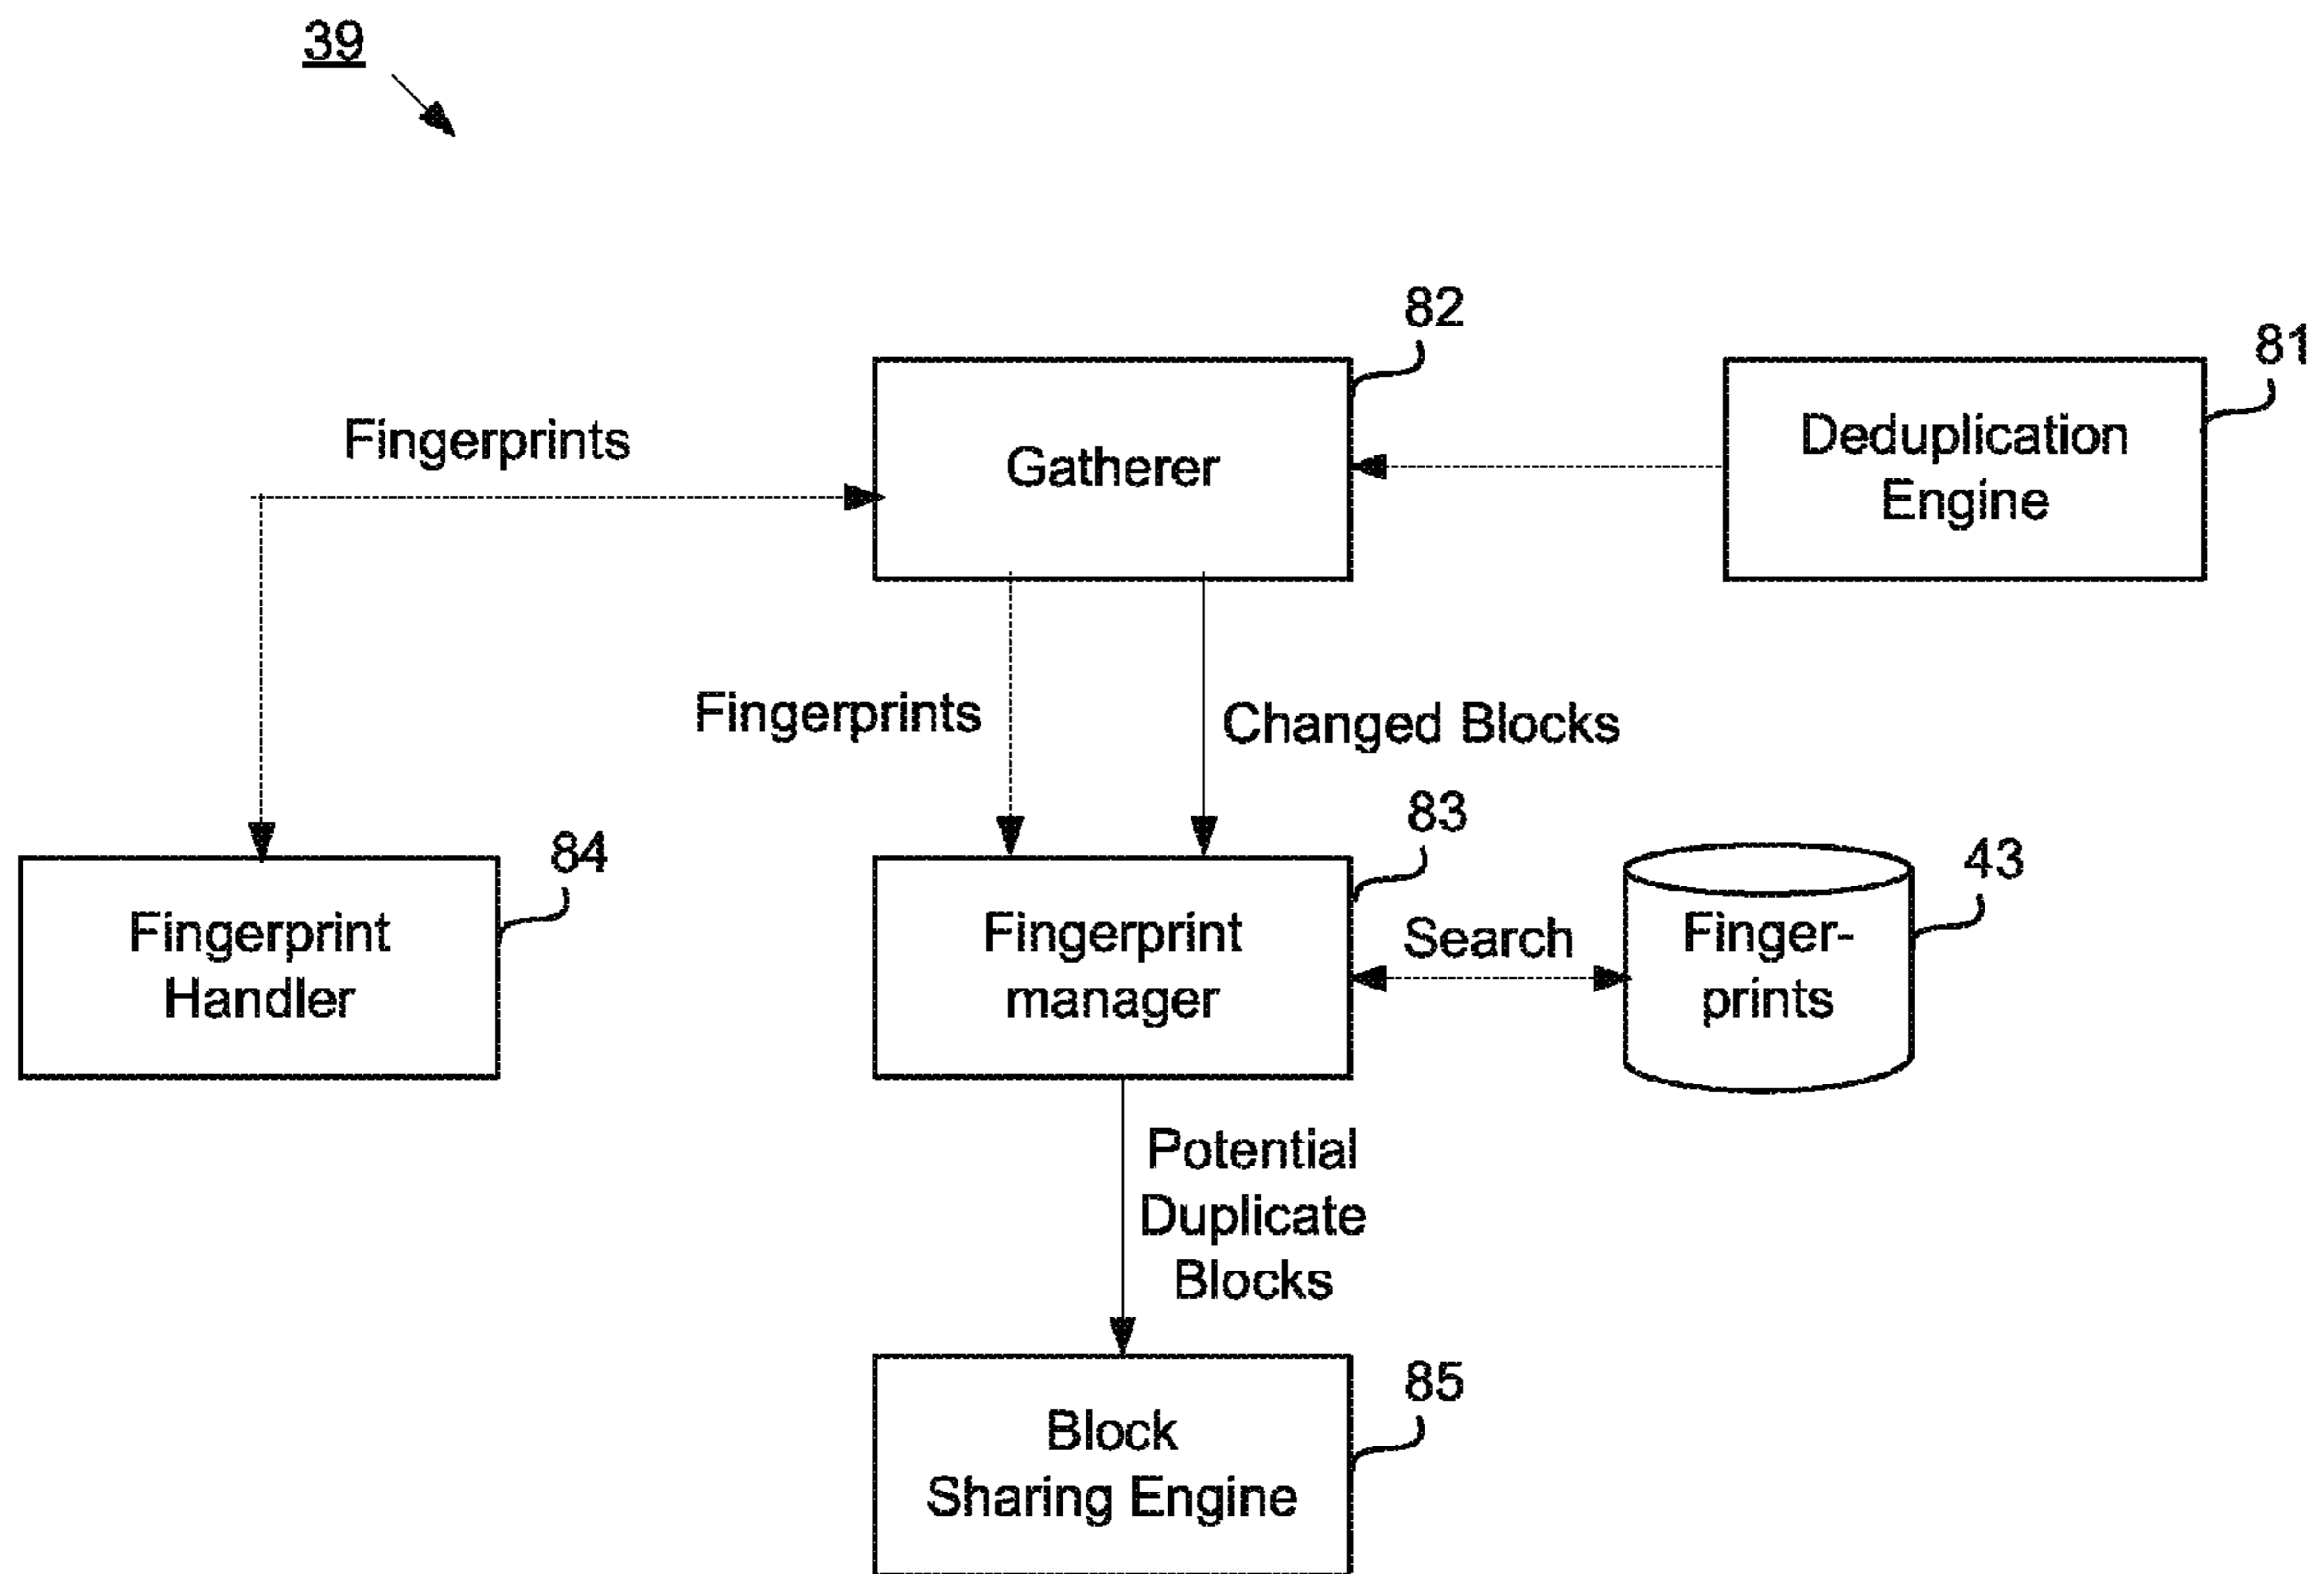 39
82
81
Fingerprints
Gatherer
Deduplication
Engine
Fingerprints
Changed Blocks
84
83
43
Fingerprint
Handler
Fingerprint
manager
Search
Finger-
prints
Potential
Duplicate
Blocks
85
Block
Sharing Engine